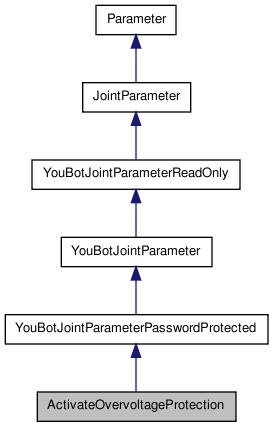 Parameter
JointParameter
YouBotJointParameterReadOnly
YouBotJointParameter
YouBotJointParameterPasswordProtected
ActivateOvervoltageProtection